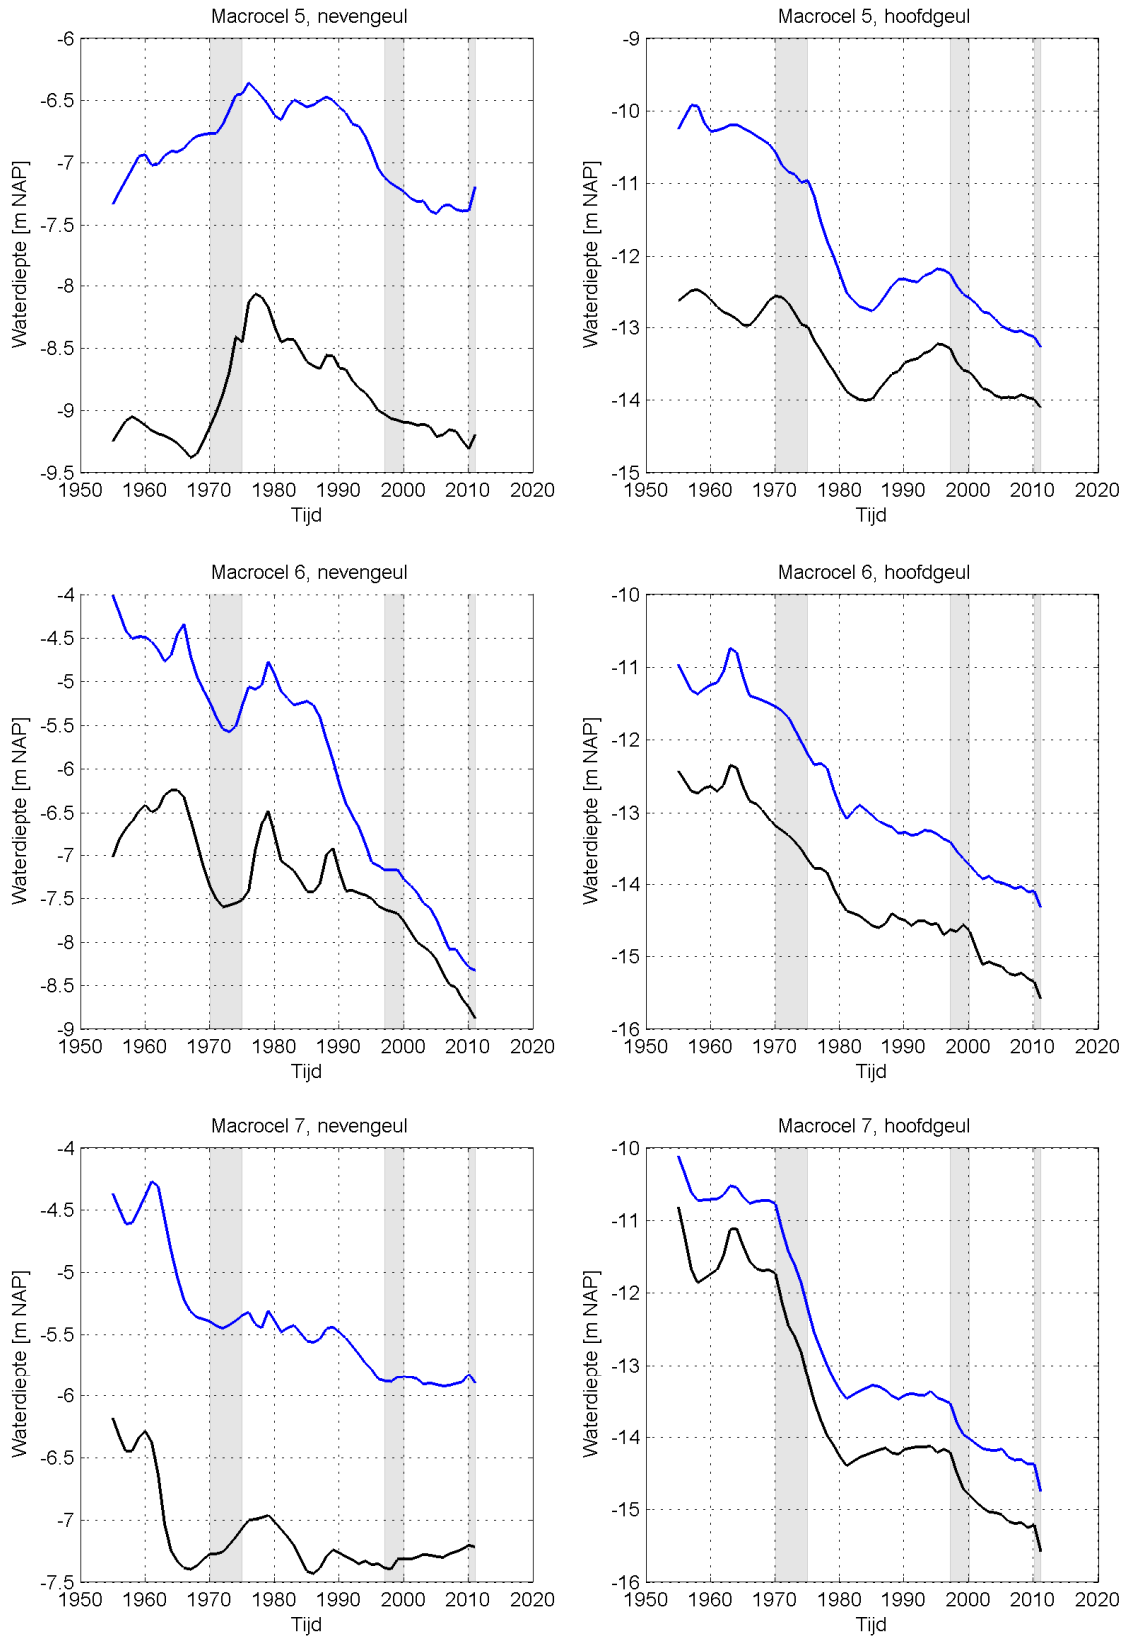 Macrocel 5, nevengeul
-6
-6.5
-7
-7.5
-8
-8.5
-9
-9.5
Waterdiepte [m NAP]
1950 1960 1970 1980 1990 2000 2010 2020
Tijd
Macrocel 5, hoofdgeul
-9
-10
-11
-12
-13
-14
-15
Waterdiepte [m NAP]
1950 1960 1970 1980 1990 2000 2010 2020
Tijd
Macrocel 6, nevengeul
-4
-4.5
-5
-5.5
-6
-6.5
-7
-7.5
-8
-8.5
-9
Waterdiepte [m NAP]
1950 1960 1970 1980 1990 2000 2010 2020
Tijd
Macrocel 6, hoofdgeul
-10
-11
-12
-13
-14
-15
-16
Waterdiepte [m NAP]
1950 1960 1970 1980 1990 2000 2010 2020
Tijd
Macrocel 7, nevengeul
-4
-4.5
-5
-5.5
-6
-6.5
-7
-7.5
Waterdiepte [m NAP]
1950 1960 1970 1980 1990 2000 2010 2020
Tijd
Macrocel 7, hoofdgeul
-10
-11
-12
-13
-14
-15
-16
Waterdiepte [m NAP]
1950 1960 1970 1980 1990 2000 2010 2020
Tijd